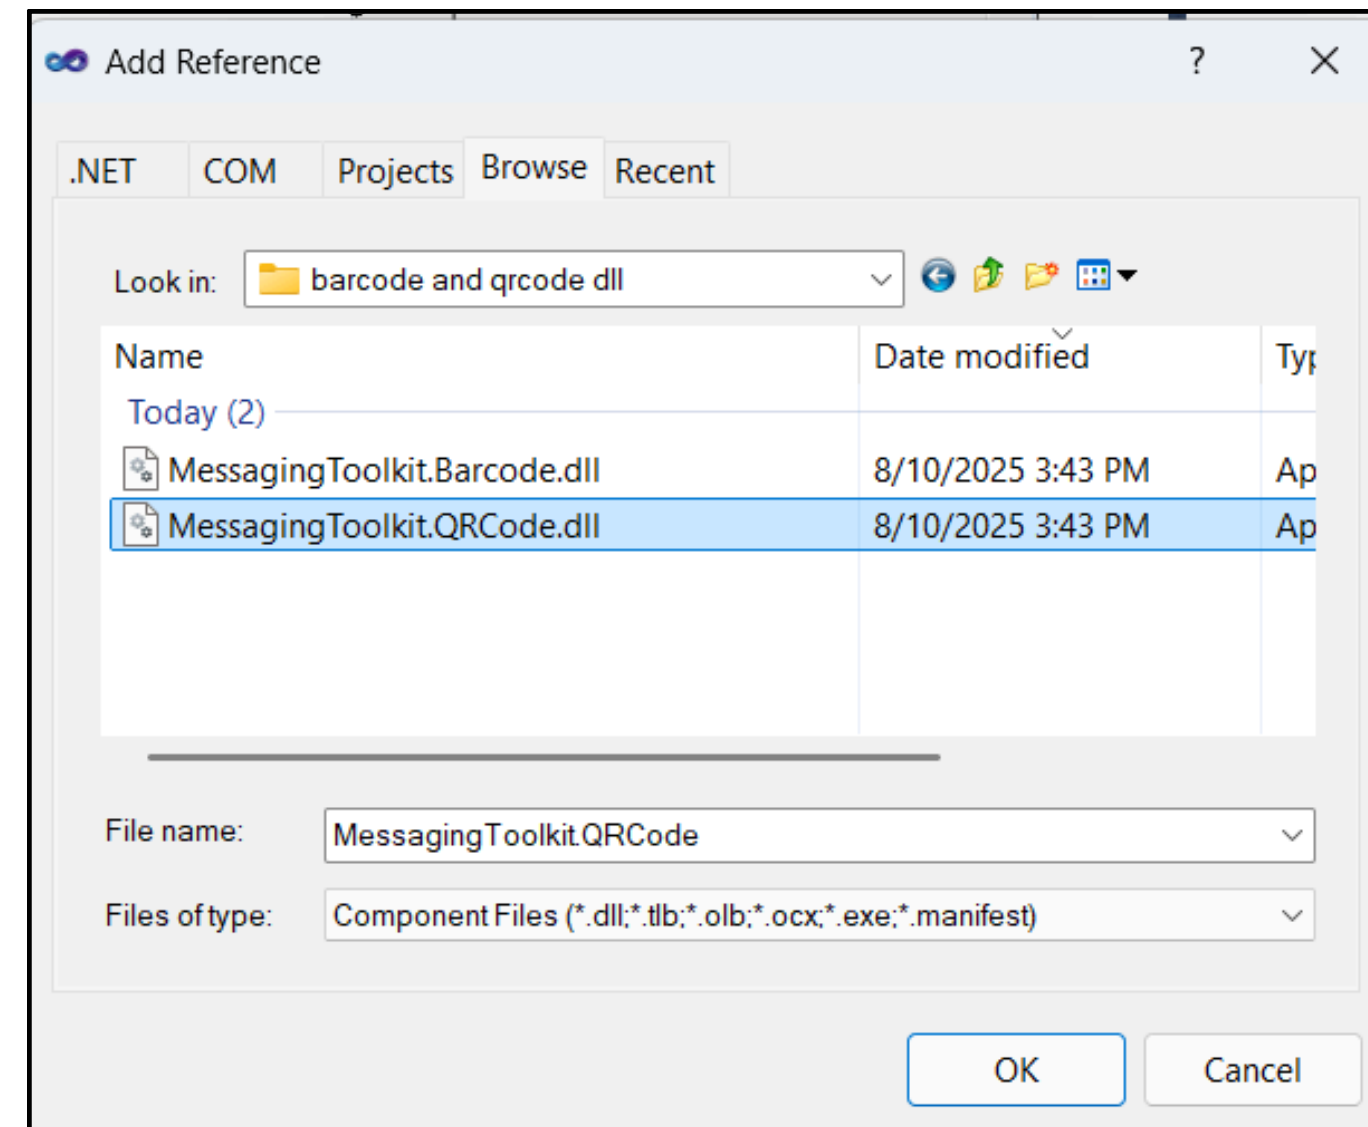 Add Reference ?
.NET COM Projects Browse Recent
Look in: barcode and qrcode dll
Name Date modified
Today (2)
MessagingToolkit.Barcode.dll 8/10/2025 3:43 PM Ap
MessagingToolkit.QRCode.dll 8/10/2025 3:43 PM Ap
File name: MessagingToolkit.QRCode
Files of type: Component Files (*.dll;*.tlb;*.olb;*.ocx;*.exe;*.manifest)
OK Cancel